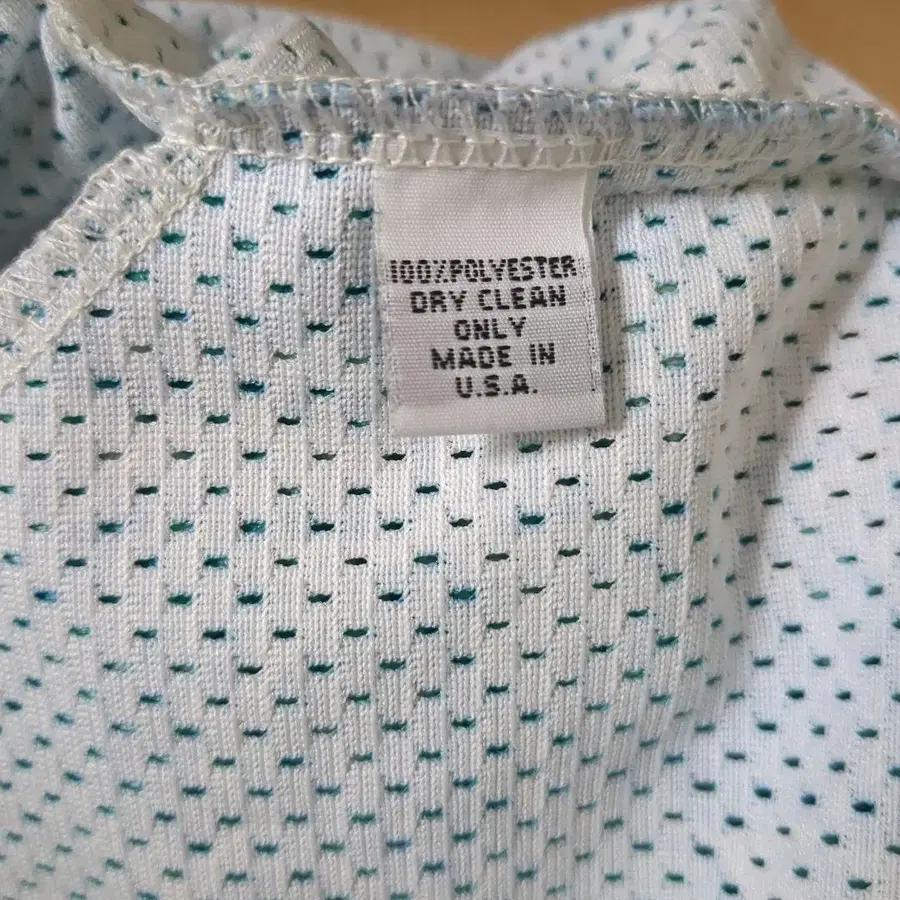 100%POLYESTER
DRY CLEAN
ONLY
MADE IN
U.S.A.